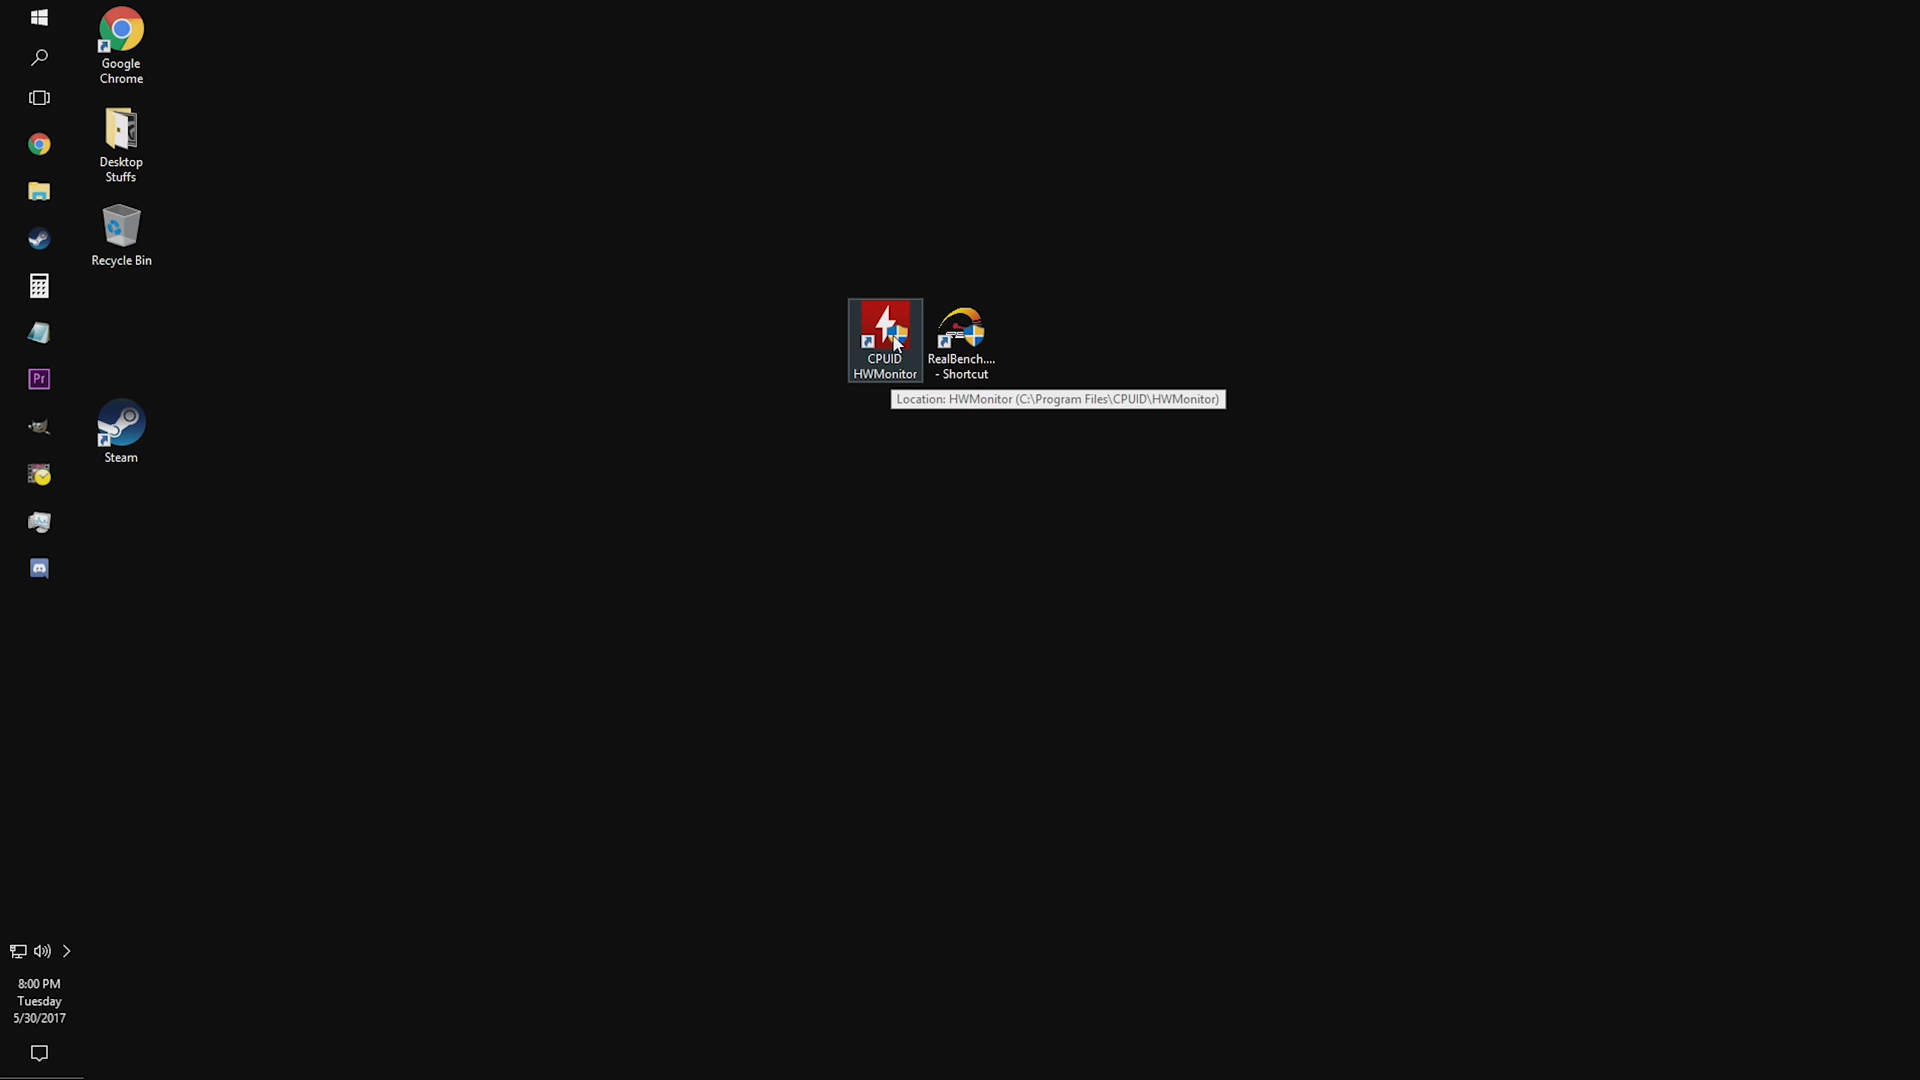 Google
Chrome
Desktop
Stuffs
Recycle Bin
Pr
Steam
CPUID
HWMonitor
RealBench....
- Shortcut
Location: HWMonitor (C:\Program Files\CPUID\HWMonitor)
8:00 PM
Tuesday
5/30/2017